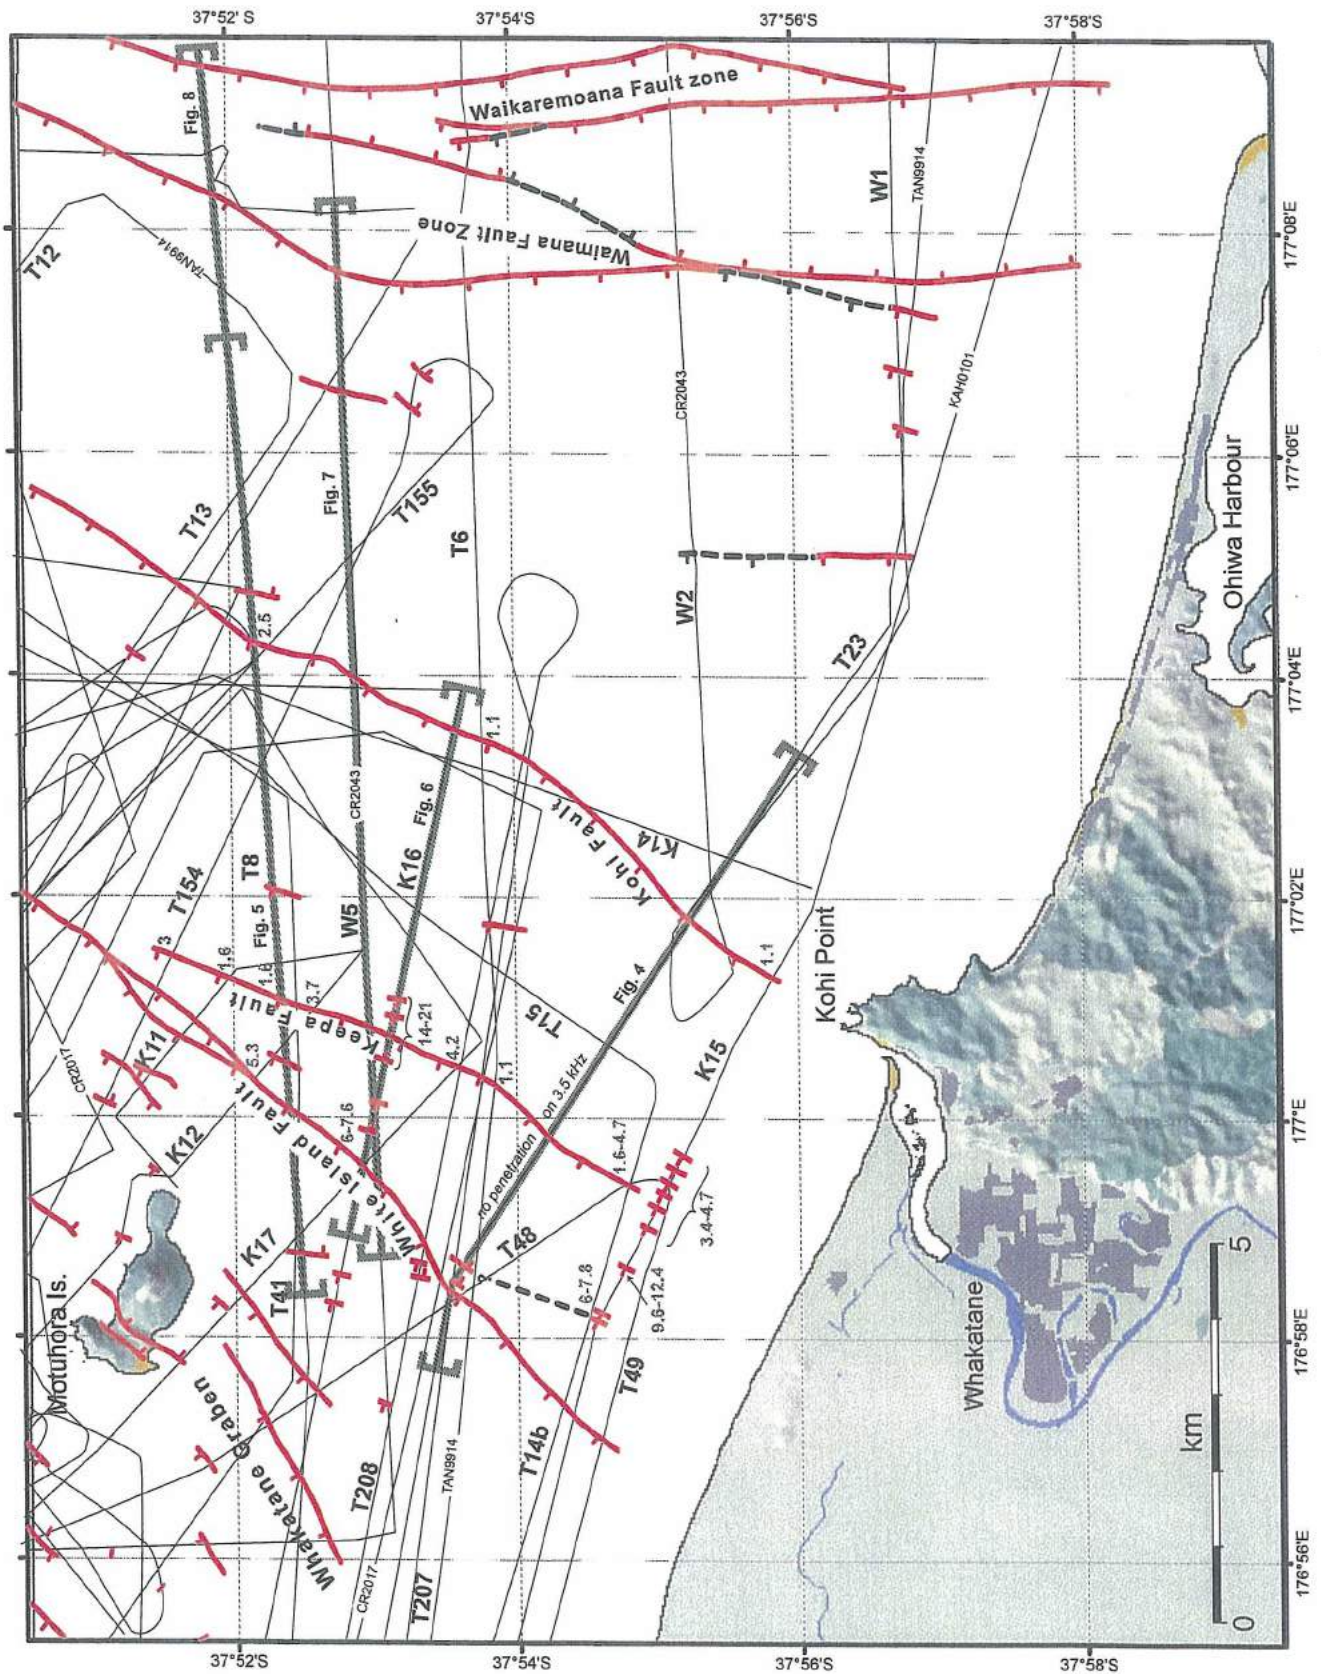 37°52' S
37°54'S
37°56'S
37°58'S
Fig. 8
Waikaremoana Fault zone
W1
TAN9914
T12
TAN9914
Waimana Fault Zone
177°08'E
CR2043
KAH0101
T6
Fig. 7
T155
T13
177°06'E
Ohiwa Harbour
W2
2.5
T23
177°04'E
1.1
CR2043
Fig. 6
K16
Kohi Fault
K14
T8
T154
Fig. 5
W5
177°02'E
3
1.6
1.6
3.7
Keepa Fault
14-21
Fig. 4
1.1
Kohi Point
T15
K15
CR2017
K11
5.3
4.2
1.1
no penetration on 3.5 kHz
177°E
K12
6-7.6
White Island Fault
1.6-4.7
3.4-4.7
K17
T48
?
6-7.8
9.6-12.4
T41
Motuhora Is.
176°58'E
Whakatane
T49
Whakatane Graben
T208
TAN9914
T14b
CR2017
T207
176°56'E
0
km
5
37°52'S
37°54'S
37°56'S
37°58'S